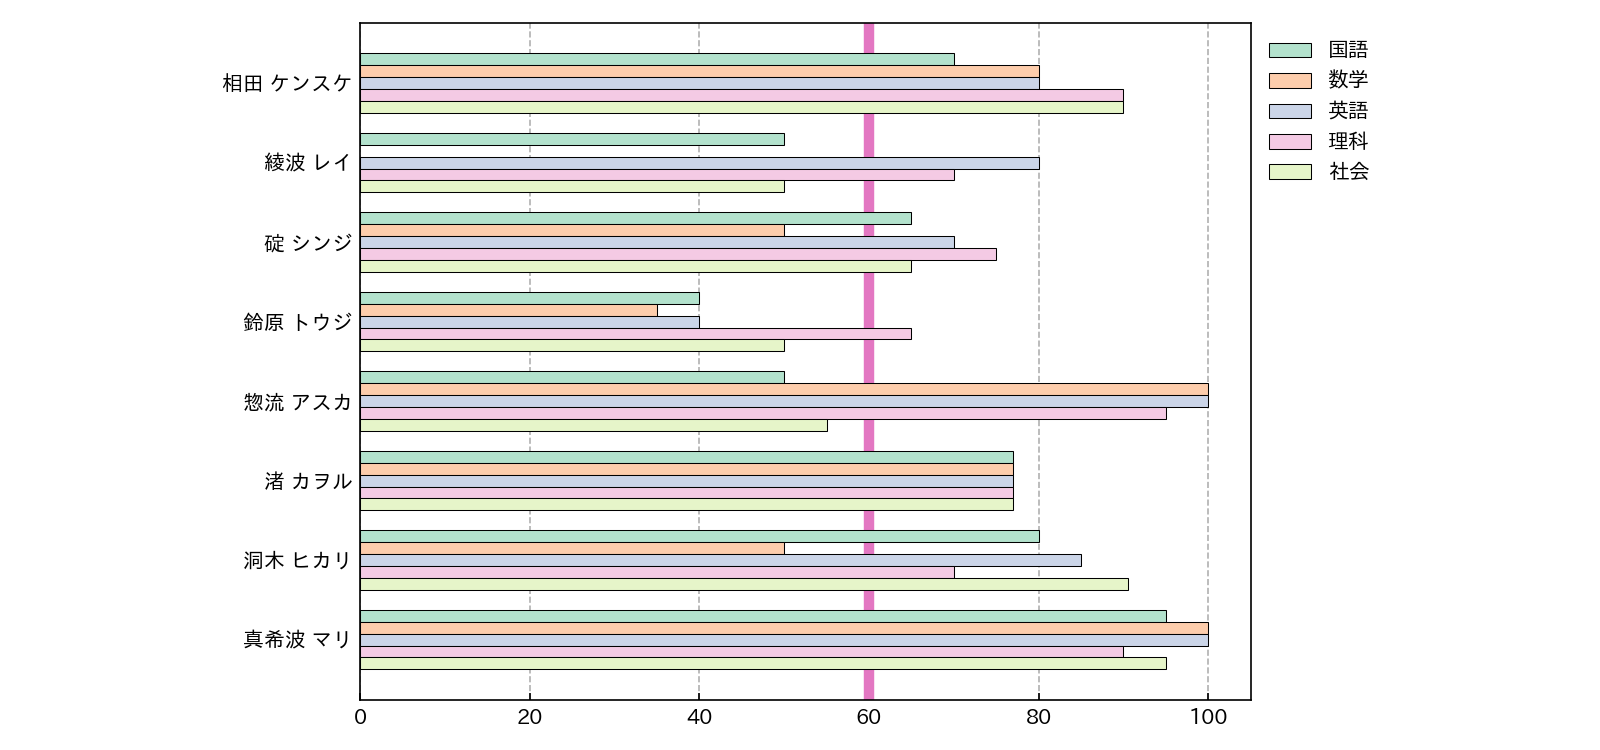 相田 ケンスケ
綾波 レイ
碇 シンジ
鈴原 トウジ
惣流 アスカ
渚 カヲル
洞木 ヒカリ
真希波 マリ
0 20 40 60 80 100
国語
数学
英語
理科
社会